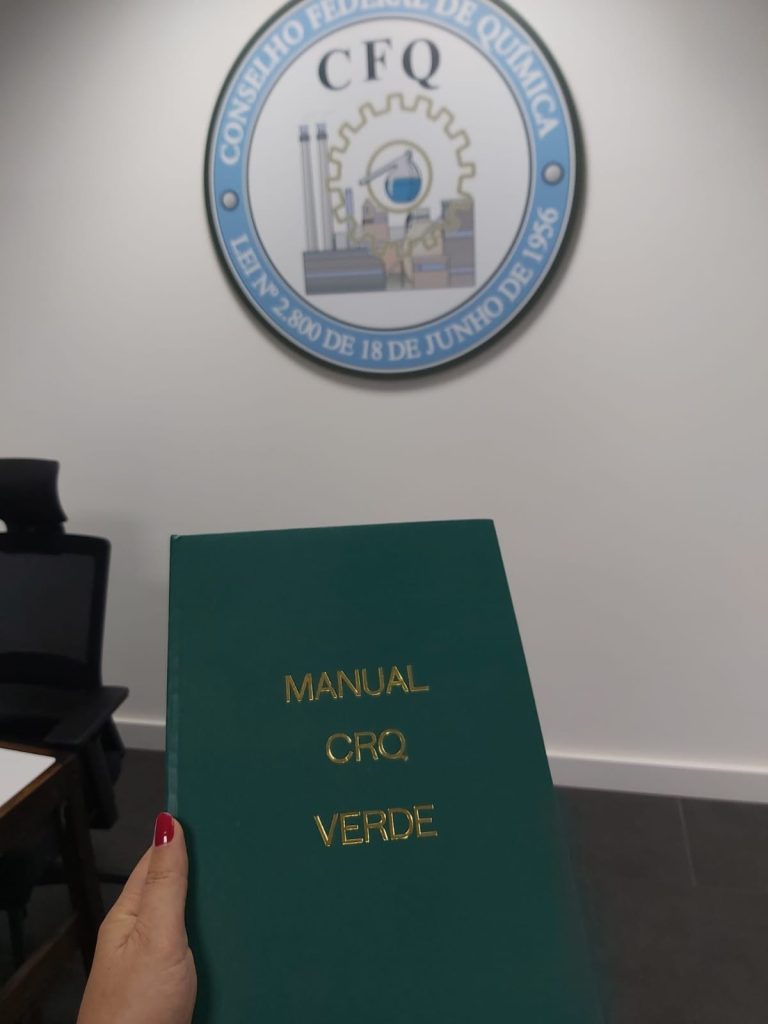 CONSELHO FEDERAL DE QUÍMICA
CFQ
LEI Nº 2.800 DE 18 DE JUNHO DE 1956
MANUAL
CRQ
VERDE